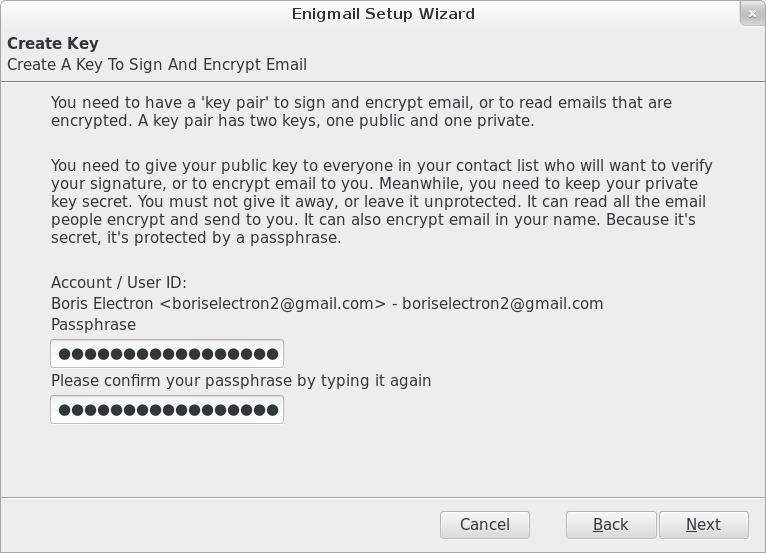 Enigmail Setup Wizard
Create Key
Create A Key To Sign And Encrypt Email
You need to have a 'key pair' to sign and encrypt email, or to read emails that are
encrypted. A key pair has two keys, one public and one private.
You need to give your public key to everyone in your contact list who will want to verify
your signature, or to encrypt email to you. Meanwhile, you need to keep your private
key secret. You must not give it away, or leave it unprotected. It can read all the email
people encrypt and send to you. It can also encrypt email in your name. Because it's
secret, it's protected by a passphrase.
Account / User ID:
Boris Electron <boriselectron2@gmail.com> - boriselectron2@gmail.com
Passphrase
●●●●●●●●●●●●●●●●●
Please confirm your passphrase by typing it again
●●●●●●●●●●●●●●●●●
Cancel Back Next